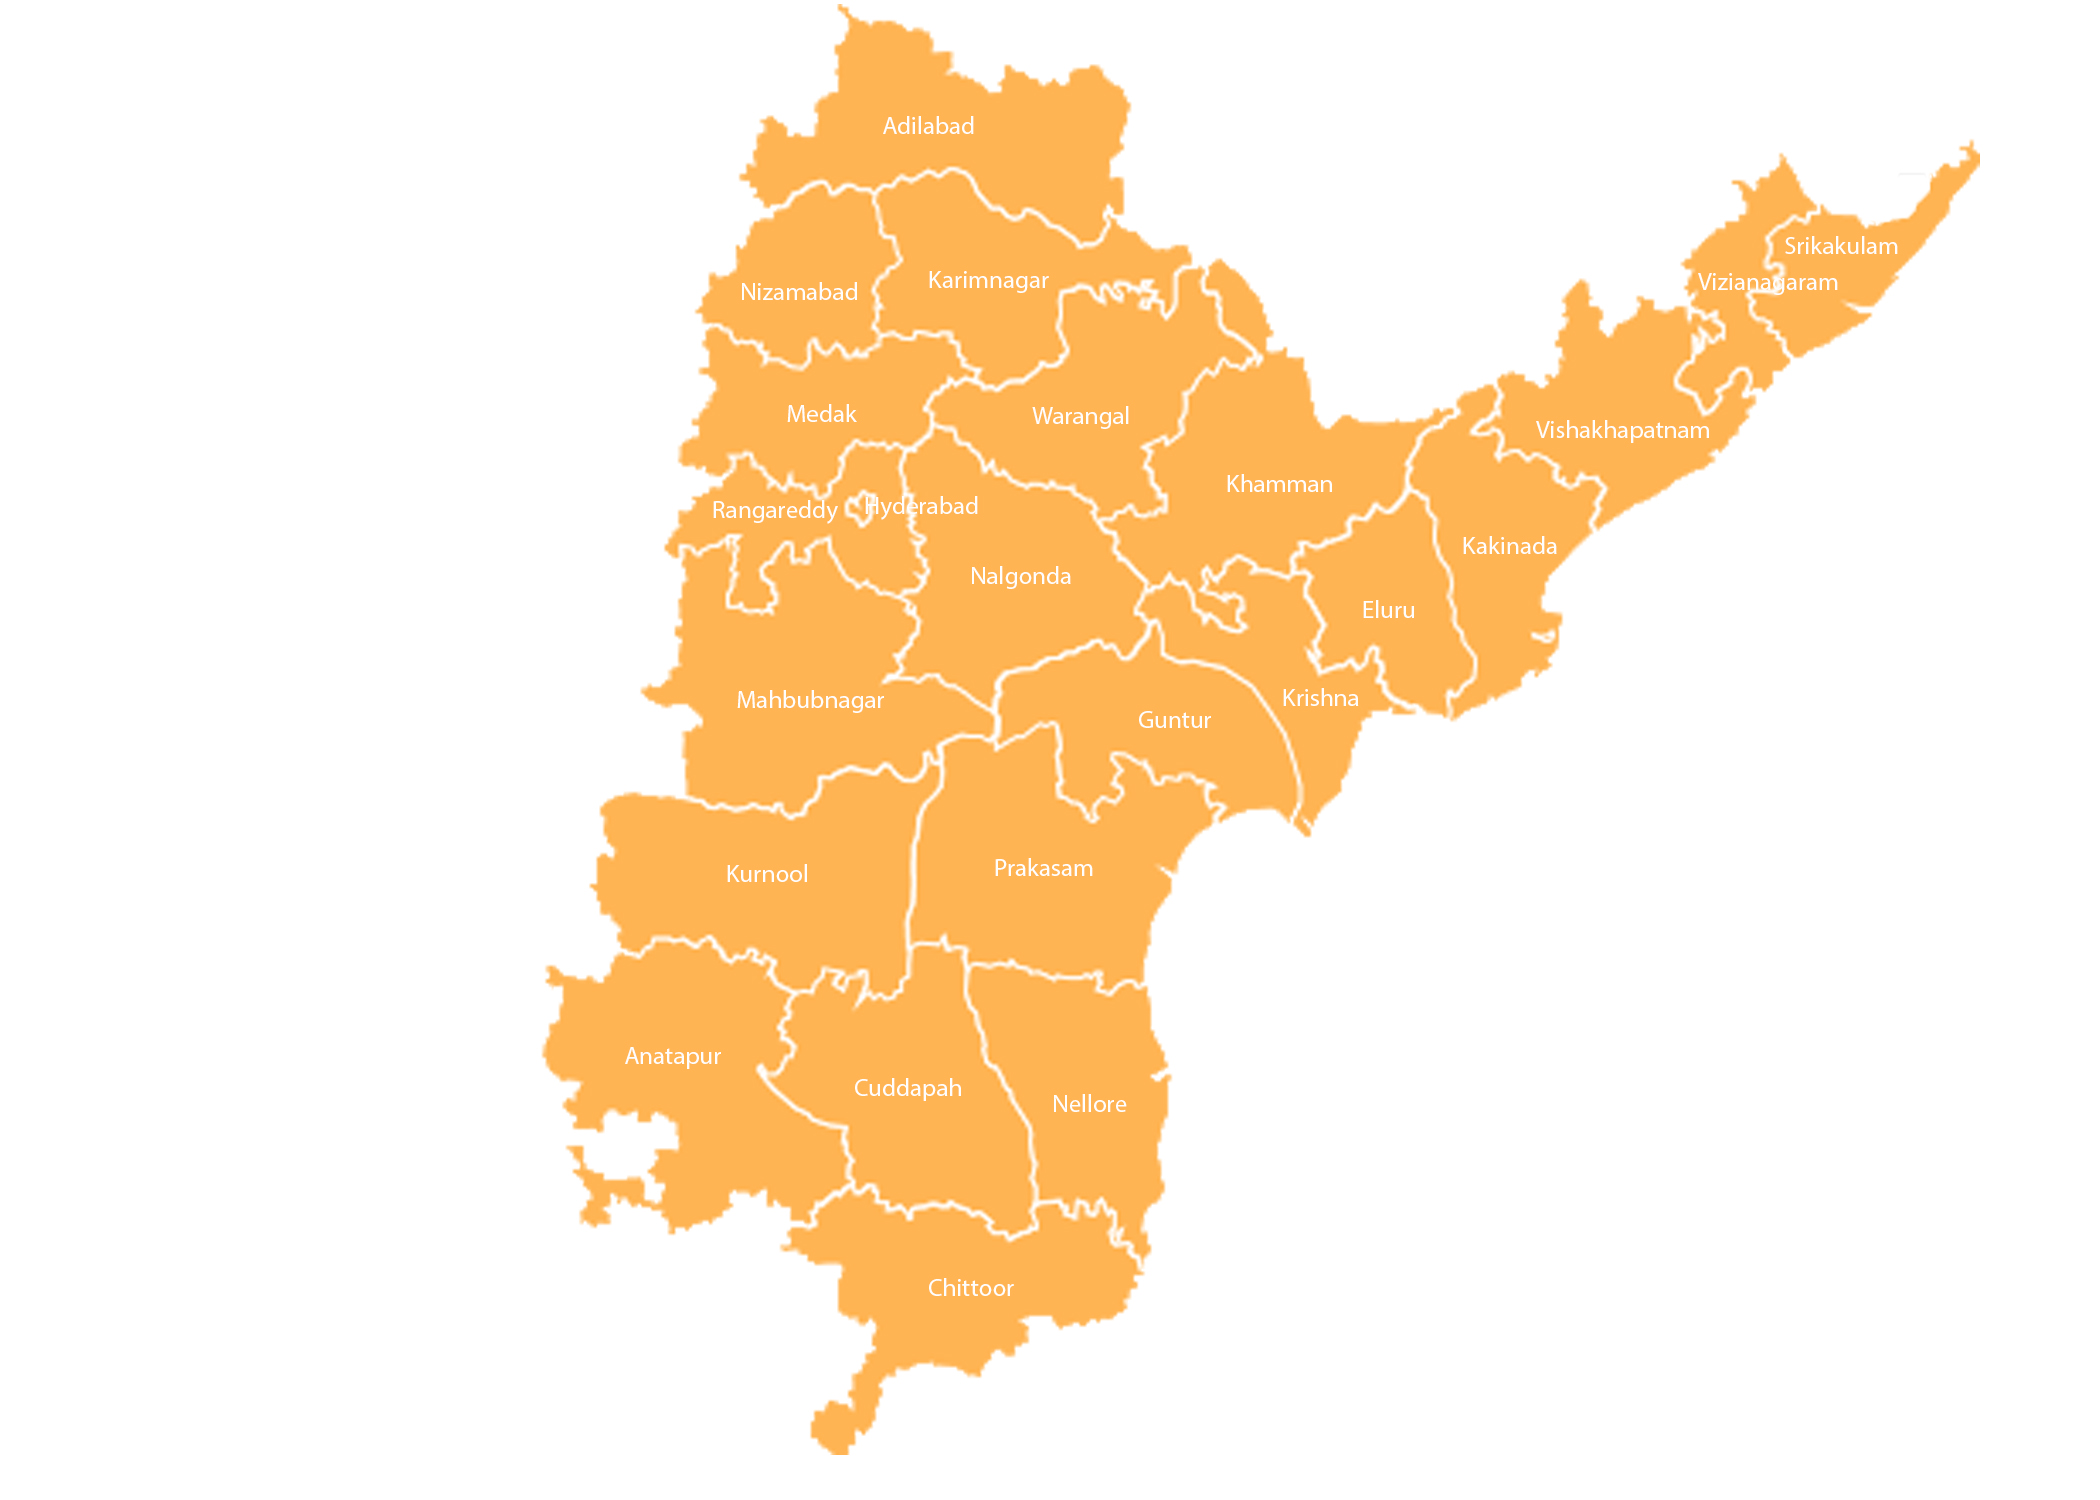 Adilabad
Srikakulam
Vizianagaram
Karimnagar
Nizamabad
Medak
Warangal
Vishakhapatnam
Khamman
Rangareddy
Hyderabad
Kakinada
Nalgonda
Eluru
Mahbubnagar
Krishna
Guntur
Kurnool
Prakasam
Anatapur
Cuddapah
Nellore
Chittoor